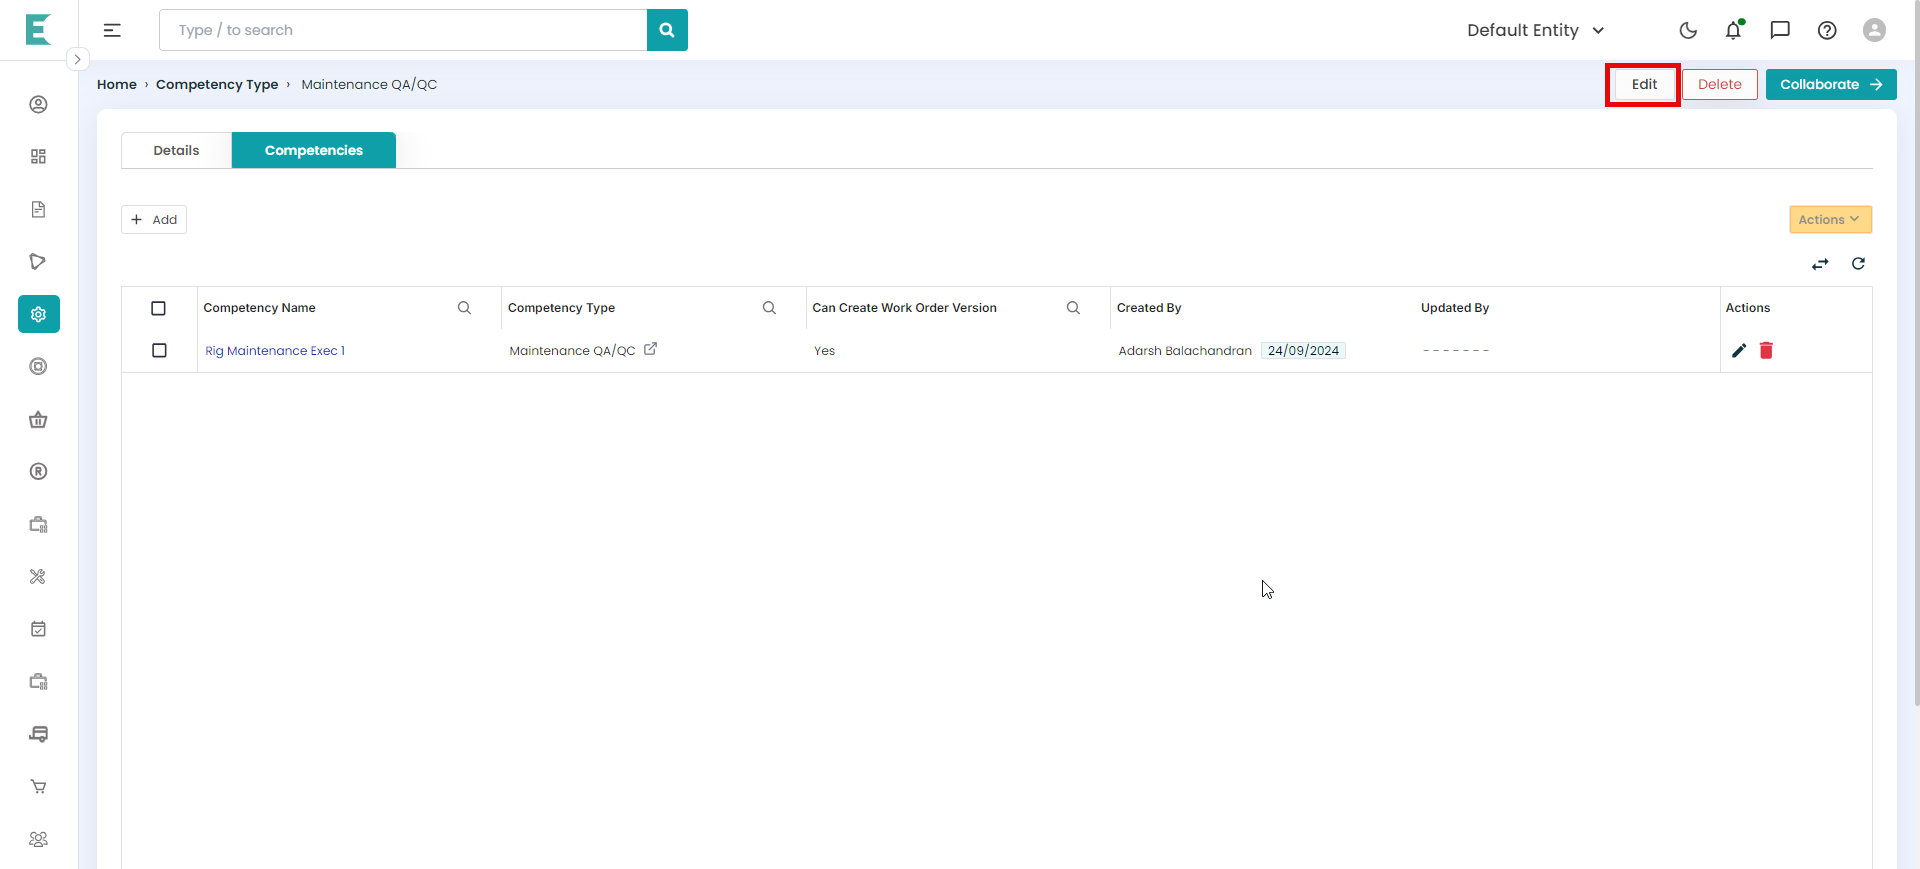 Type / to search
Default Entity
Home › Competency Type › Maintenance QA/QC
Edit
Delete
Collaborate
Details
Competencies
+ Add
Actions
Competency Name
Competency Type
Can Create Work Order Version
Created By
Updated By
Actions
Rig Maintenance Exec 1
Maintenance QA/QC
Yes
Adarsh Balachandran 24/09/2024
-------